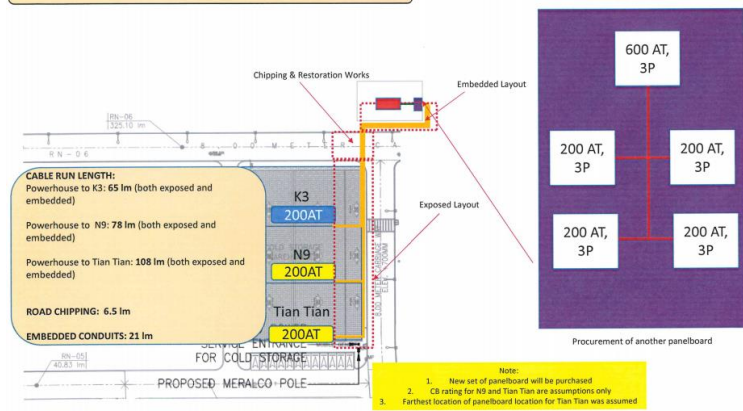 Chipping & Restoration Works
Embedded Layout
RN-06
325.10 lm
RN-06
CABLE RUN LENGTH:
Powerhouse to K3: 65 lm (both exposed and
embedded)
Powerhouse to N9: 78 lm (both exposed and
embedded)
Powerhouse to Tian Tian: 108 lm (both exposed and
embedded)
ROAD CHIPPING: 6.5 lm
EMBEDDED CONDUITS: 21 lm
K3
200AT
N9
200AT
Tian Tian
200AT
Exposed Layout
SERVICE ENTRANCE
FOR COLD STORAGE
RN-05
40.83 lm
PROPOSED MERALCO POLE
600 AT,
3P
200 AT,
3P
200 AT,
3P
200 AT,
3P
200 AT,
3P
Procurement of another panelboard
Note:
1. New set of panelboard will be purchased
2. CB rating for N9 and Tian Tian are assumptions only
3. Farthest location of panelboard location for Tian Tian was assumed